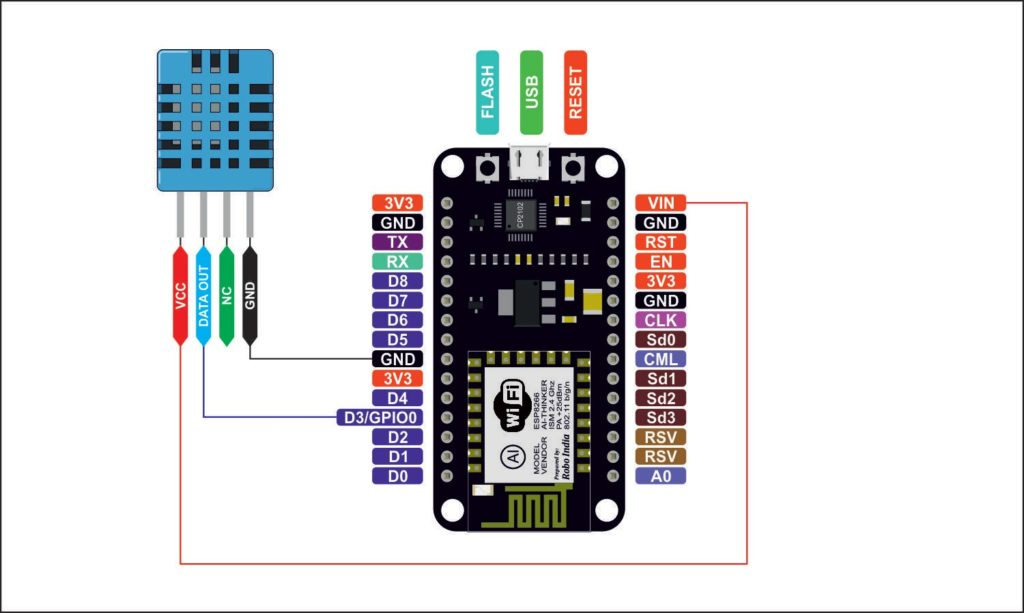 FLASH
USB
RESET
CP2102
3V3
GND
TX
RX
D8
D7
D6
D5
GND
3V3
D4
D3/GPIO0
D2
D1
D0
VIN
GND
RST
EN
3V3
GND
CLK
Sd0
CML
Sd1
Sd2
Sd3
RSV
RSV
A0
VCC
DATA OUT
NC
GND
Wi Fi
AI
MODEL ESP8266
VENDOR AI-THINKER
ISM 2.4 Ghz
PA +25dBm
802.11 b/g/n
Prepared by:
Robo India